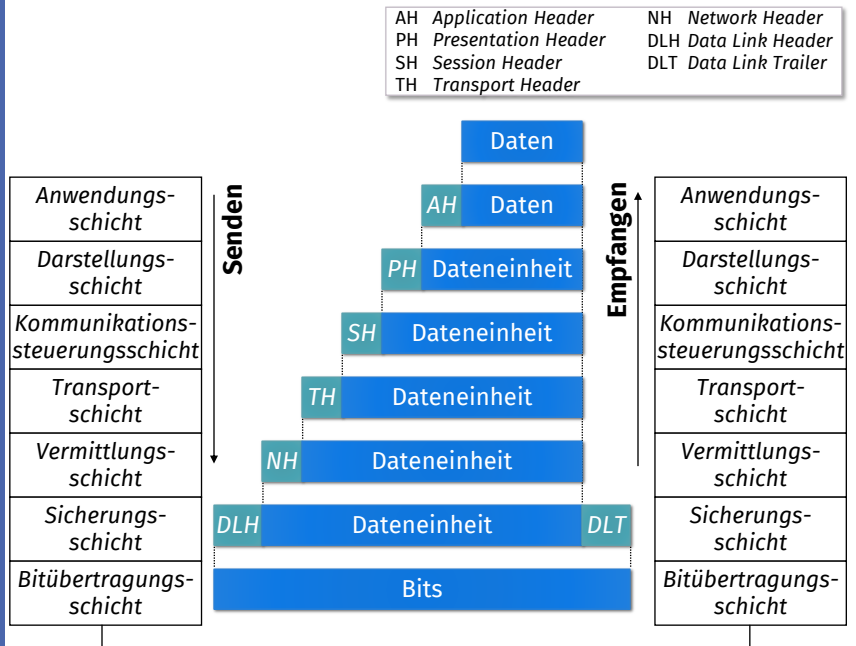 AH Application Header NH Network Header
PH Presentation Header DLH Data Link Header
SH Session Header DLT Data Link Trailer
TH Transport Header
Daten
Anwendungs-
schicht
Senden
AH Daten
Empfangen
Anwendungs-
schicht
Darstellungs-
schicht
PH Dateneinheit
Darstellungs-
schicht
Kommunikations-
steuerungsschicht
SH Dateneinheit
Kommunikations-
steuerungsschicht
Transport-
schicht
TH Dateneinheit
Transport-
schicht
Vermittlungs-
schicht
NH Dateneinheit
Vermittlungs-
schicht
Sicherungs-
schicht
DLH Dateneinheit DLT
Sicherungs-
schicht
Bitübertragungs-
schicht
Bits
Bitübertragungs-
schicht